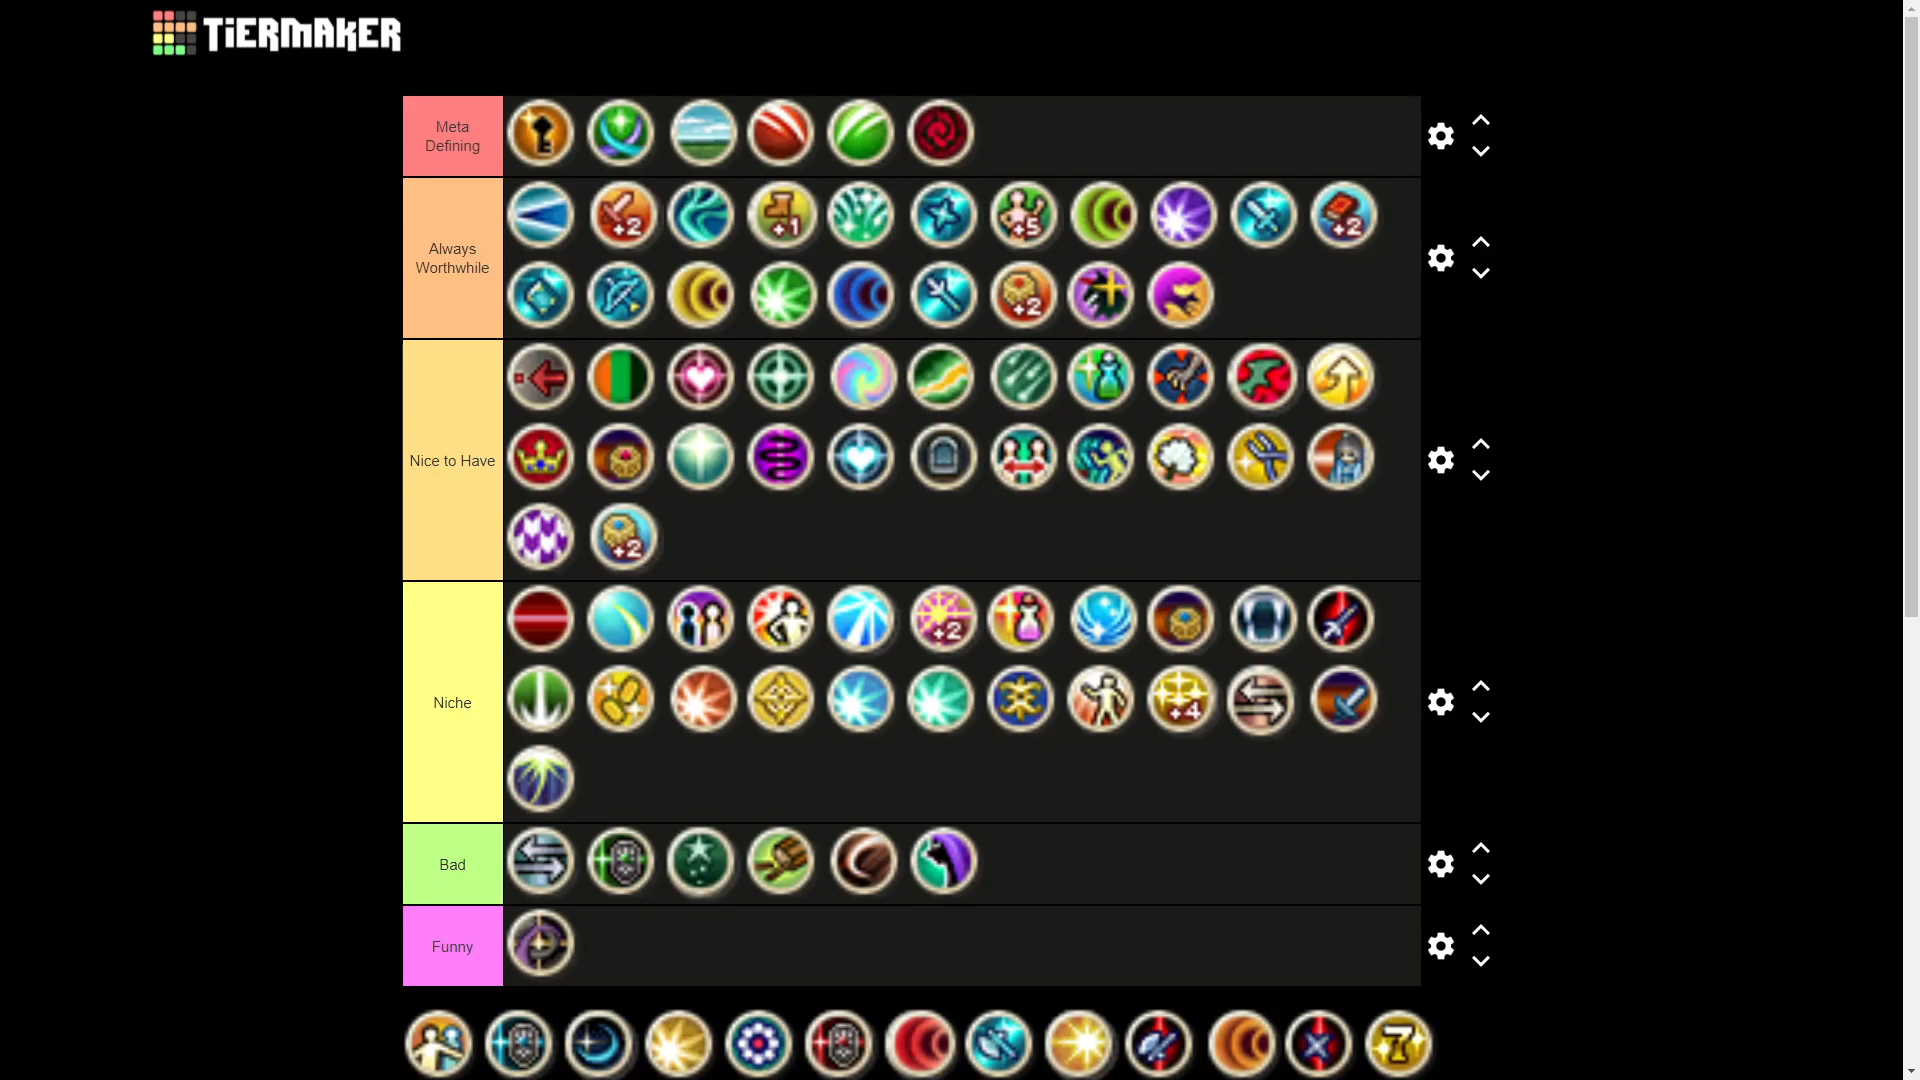 TiERMAKER
Meta
Defining
Always
Worthwhile
+2
+1
+5
+2
+2
Nice to Have
+2
Niche
+2
+4
Bad
Funny
7